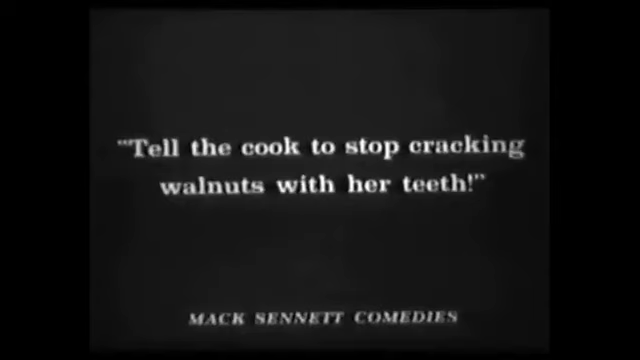 "Tell the cook to stop cracking
walnuts with her teeth!"
MACK SENNETT COMEDIES